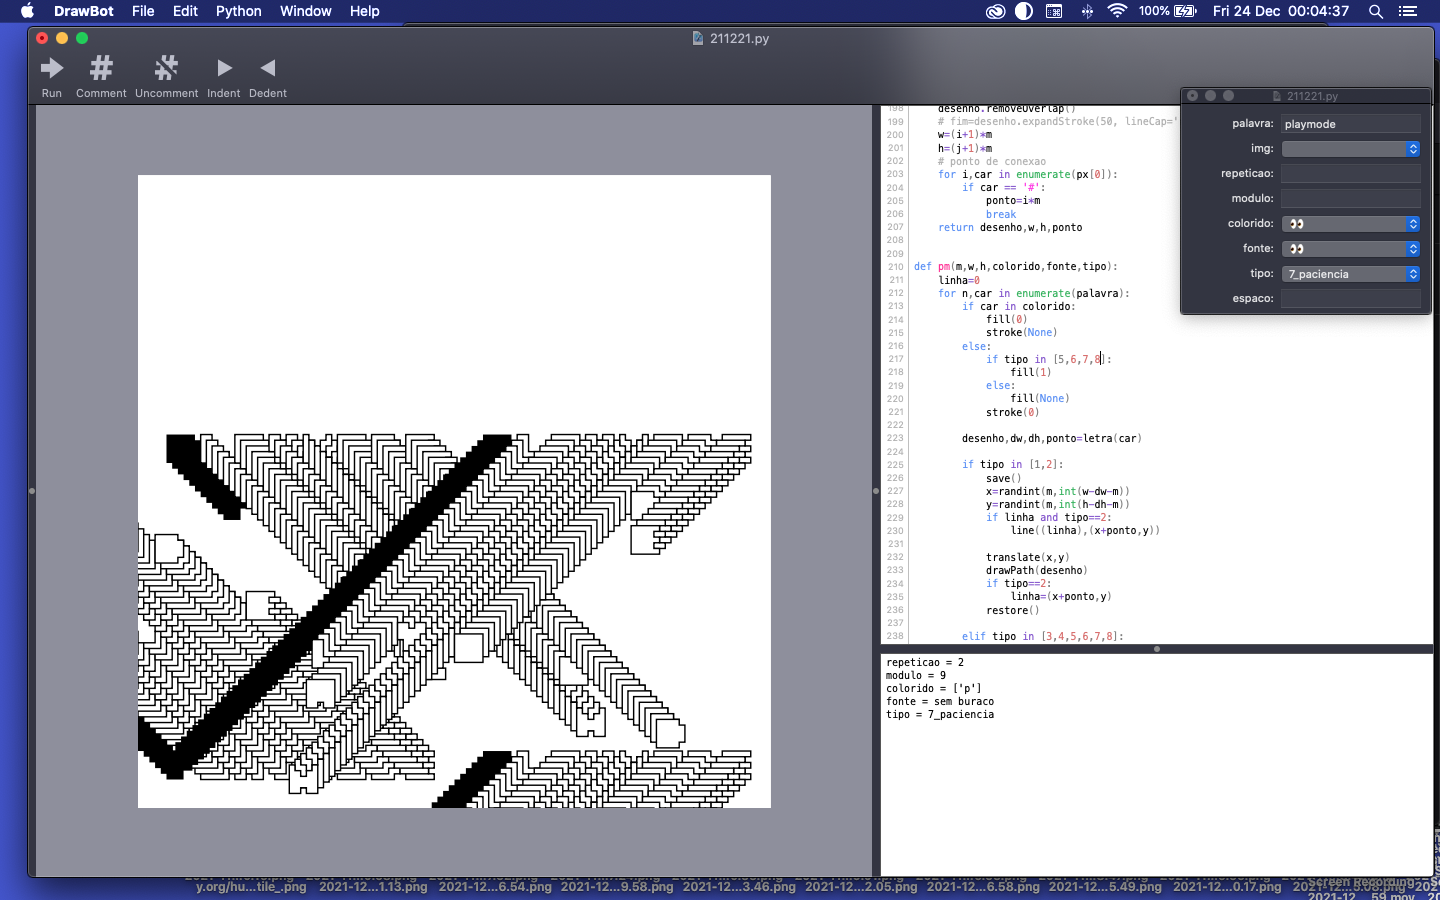 DrawBot File Edit Python Window Help
100% Fri 24 Dec 00:04:37
211221.py
Run Comment Uncomment Indent Dedent
198 desenho.removeOverlap()
199 # fim=desenho.expandStroke(50, lineCap='
200 w=(i+1)*m
201 h=(j+1)*m
202 # ponto de conexao
203 for i,car in enumerate(px[0]):
204 if car == '#':
205 ponto=i*m
206 break
207 return desenho,w,h,ponto
208
209
210 def pm(m,w,h,colorido,fonte,tipo):
211 linha=0
212 for n,car in enumerate(palavra):
213 if car in colorido:
214 fill(0)
215 stroke(None)
216 else:
217 if tipo in [5,6,7,8]:
218 fill(1)
219 else:
220 fill(None)
221 stroke(0)
222
223 desenho,dw,dh,ponto=letra(car)
224
225 if tipo in [1,2]:
226 save()
227 x=randint(m,int(w-dw-m))
228 y=randint(m,int(h-dh-m))
229 if linha and tipo==2:
230 line((linha),(x+ponto,y))
231
232 translate(x,y)
233 drawPath(desenho)
234 if tipo==2:
235 linha=(x+ponto,y)
236 restore()
237
238 elif tipo in [3,4,5,6,7,8]:
211221.py
palavra: playmode
img:
repeticao:
modulo:
colorido: 👀
fonte: 👀
tipo: 7_paciencia
espaco:
repeticao = 2
modulo = 9
colorido = ['p']
fonte = sem buraco
tipo = 7_paciencia
y.org/hu...tile_.png 2021-12...1.13.png 2021-12...6.54.png 2021-12...9.58.png 2021-12...3.46.png 2021-12...2.05.png 2021-12...6.58.png 2021-12...5.49.png 2021-12...0.17.png
Screen Recording
2021-12 59.mov